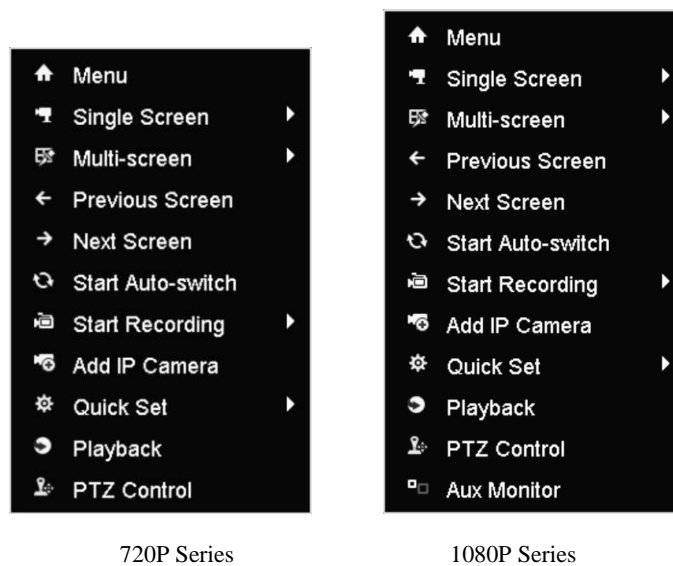 Menu
Single Screen
Multi-screen
Previous Screen
Next Screen
Start Auto-switch
Start Recording
Add IP Camera
Quick Set
Playback
PTZ Control
720P Series
Menu
Single Screen
Multi-screen
Previous Screen
Next Screen
Start Auto-switch
Start Recording
Add IP Camera
Quick Set
Playback
PTZ Control
Aux Monitor
1080P Series